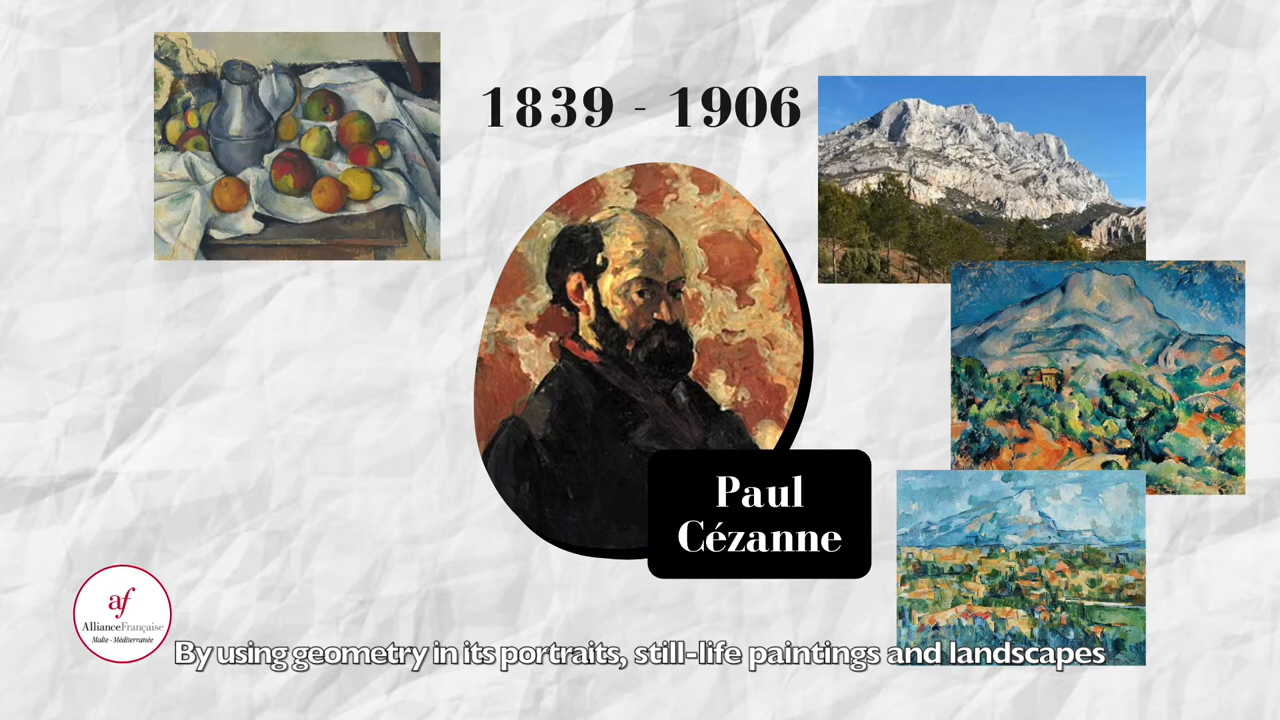 1839 - 1906
Paul
Cézanne
af
AllianceFrançaise
Malte - Méditerranée
By using geometry in its portraits, still-life paintings and landscapes